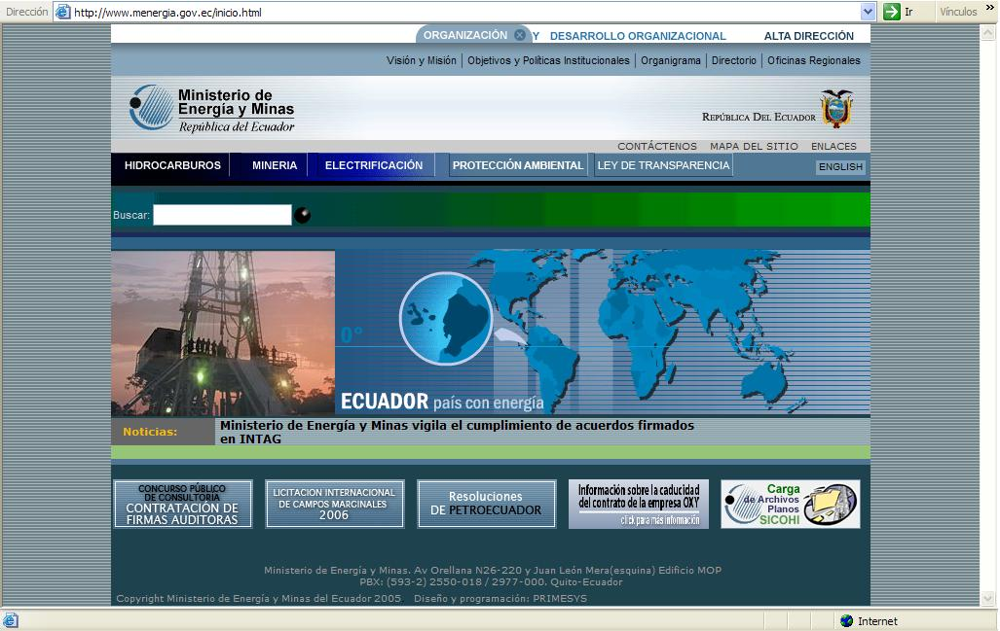 Dirección
http://www.menergia.gov.ec/inicio.html
Ir
Vínculos
»
ORGANIZACIÓN
Y DESARROLLO ORGANIZACIONAL
ALTA DIRECCIÓN
Visión y Misión | Objetivos y Políticas Institucionales | Organigrama | Directorio | Oficinas Regionales
Ministerio de
Energía y Minas
República del Ecuador
REPÚBLICA DEL ECUADOR
CONTÁCTENOS MAPA DEL SITIO ENLACES
HIDROCARBUROS MINERIA ELECTRIFICACIÓN PROTECCIÓN AMBIENTAL LEY DE TRANSPARENCIA ENGLISH
Buscar:
0°
ECUADOR país con energía
Noticias:
Ministerio de Energía y Minas vigila el cumplimiento de acuerdos firmados
en INTAG
CONCURSO PÚBLICO
DE CONSULTORIA
CONTRATACIÓN DE
FIRMAS AUDITORAS
LICITACION INTERNACIONAL
DE CAMPOS MARGINALES
2006
Resoluciones
DE PETROECUADOR
Información sobre la caducidad
del contrato de la empresa OXY
click para mas información
Carga
de Archivos
Planos
SICOHI
Ministerio de Energía y Minas. Av Orellana N26-220 y Juan León Mera(esquina) Edificio MOP
PBX: (593-2) 2550-018 / 2977-000. Quito-Ecuador
Copyright Ministerio de Energía y Minas del Ecuador 2005. Diseño y programación: PRIMESYS
Internet